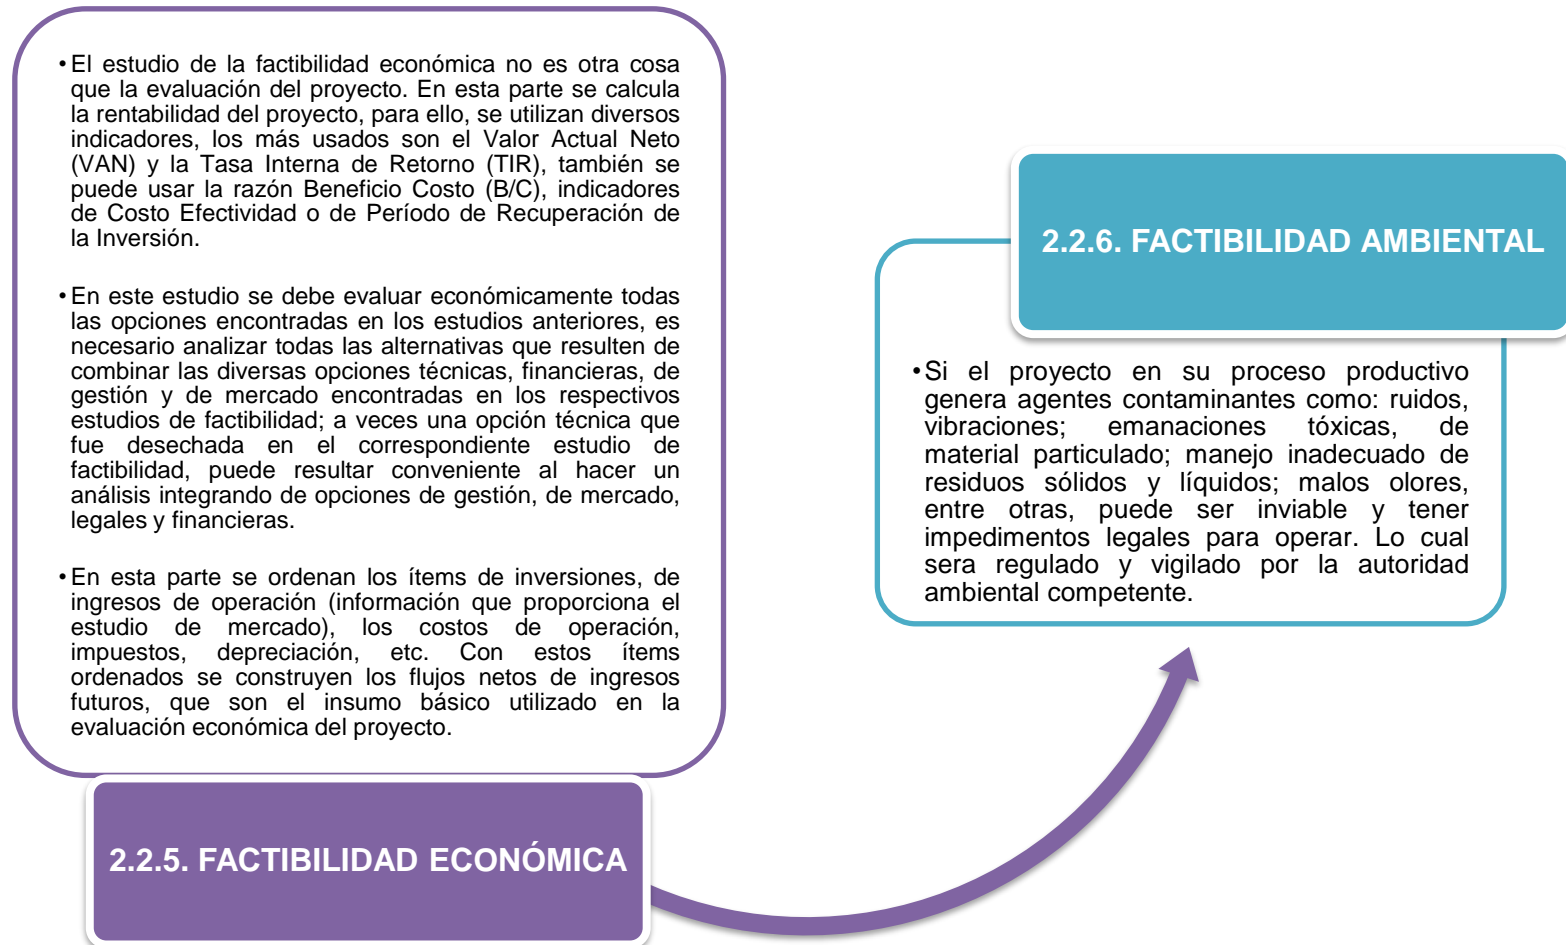 •El estudio de la factibilidad económica no es otra cosa
que la evaluación del proyecto. En esta parte se calcula
la rentabilidad del proyecto, para ello, se utilizan diversos
indicadores, los más usados son el Valor Actual Neto
(VAN) y la Tasa Interna de Retorno (TIR), también se
puede usar la razón Beneficio Costo (B/C), indicadores
de Costo Efectividad o de Período de Recuperación de
la Inversión.
•En este estudio se debe evaluar económicamente todas
las opciones encontradas en los estudios anteriores, es
necesario analizar todas las alternativas que resulten de
combinar las diversas opciones técnicas, financieras, de
gestión y de mercado encontradas en los respectivos
estudios de factibilidad; a veces una opción técnica que
fue desechada en el correspondiente estudio de
factibilidad, puede resultar conveniente al hacer un
análisis integrando de opciones de gestión, de mercado,
legales y financieras.
•En esta parte se ordenan los ítems de inversiones, de
ingresos de operación (información que proporciona el
estudio de mercado), los costos de operación,
impuestos, depreciación, etc. Con estos ítems
ordenados se construyen los flujos netos de ingresos
futuros, que son el insumo básico utilizado en la
evaluación económica del proyecto.
2.2.5. FACTIBILIDAD ECONÓMICA
2.2.6. FACTIBILIDAD AMBIENTAL
•Si el proyecto en su proceso productivo
genera agentes contaminantes como: ruidos,
vibraciones; emanaciones tóxicas, de
material particulado; manejo inadecuado de
residuos sólidos y líquidos; malos olores,
entre otras, puede ser inviable y tener
impedimentos legales para operar. Lo cual
sera regulado y vigilado por la autoridad
ambiental competente.